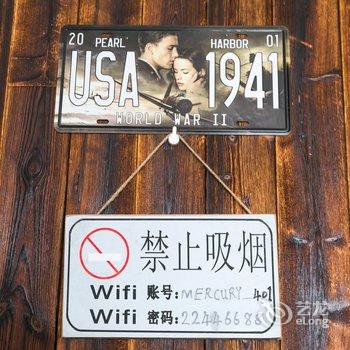 20 PEARL HARBOR 01
USA 1941
WORLD WAR II
禁止吸烟
Wifi 账号: MERCURY_401
Wifi 密码:
艺龙
eLong